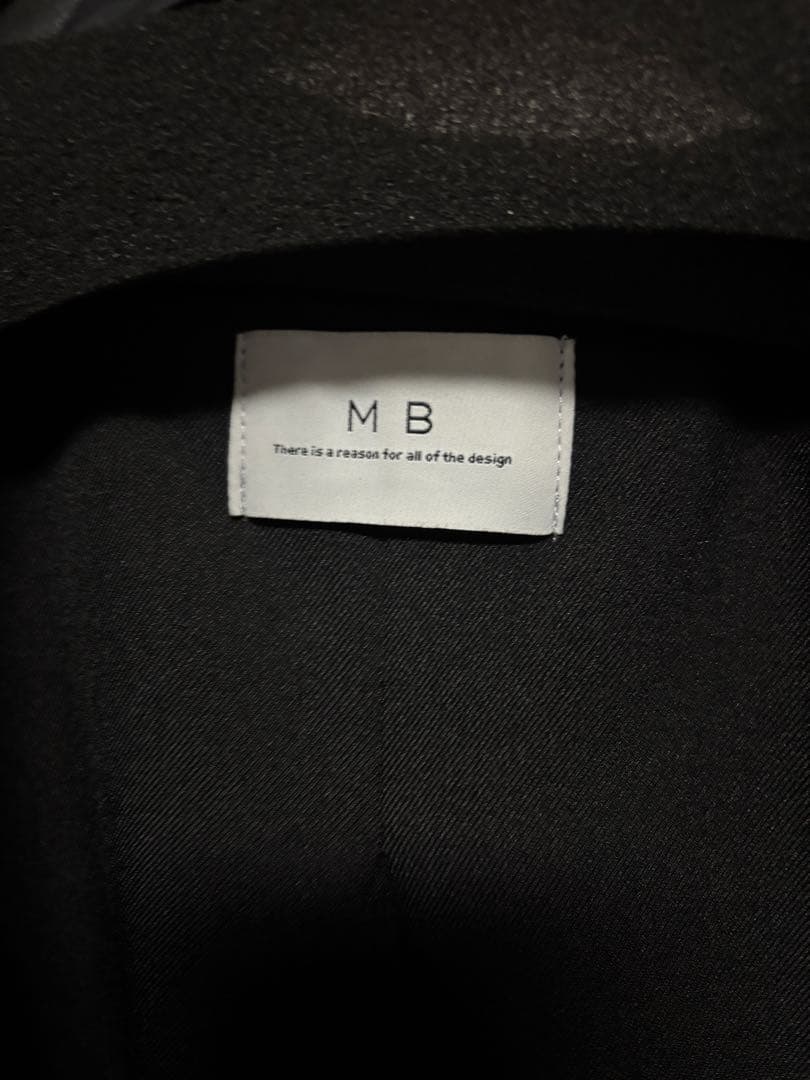 M B
There is a reason for all of the design